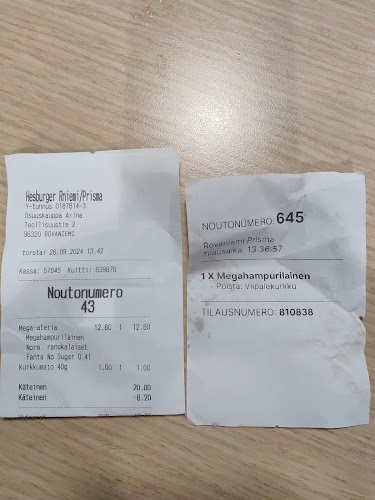 Hesburger Rniemi/Prisma
Y-tunnus 0187614-3
Osuuskauppa Arina
Teollisuustie 2
96320 ROVANIEMI
torstai 26.09.2024 13.42
Kassa: 57645 Kuitti: 639876
Noutonumero
43
Mega-ateria 12.80 1 12.80
Megahampurilainen
Norm. ranskalaiset
Fanta No Sugar 0,4l
Kurkkumajo 40g 1.00 1 1.00
Käteinen 20.00
Käteinen -6.20
NOUTONUMERO: 645
Rovaniemi Prisma
Tilausaika: 13:36:57
1 X Megahampurilainen
- Poista: Viipalekurkku
TILAUSNUMERO: 810838